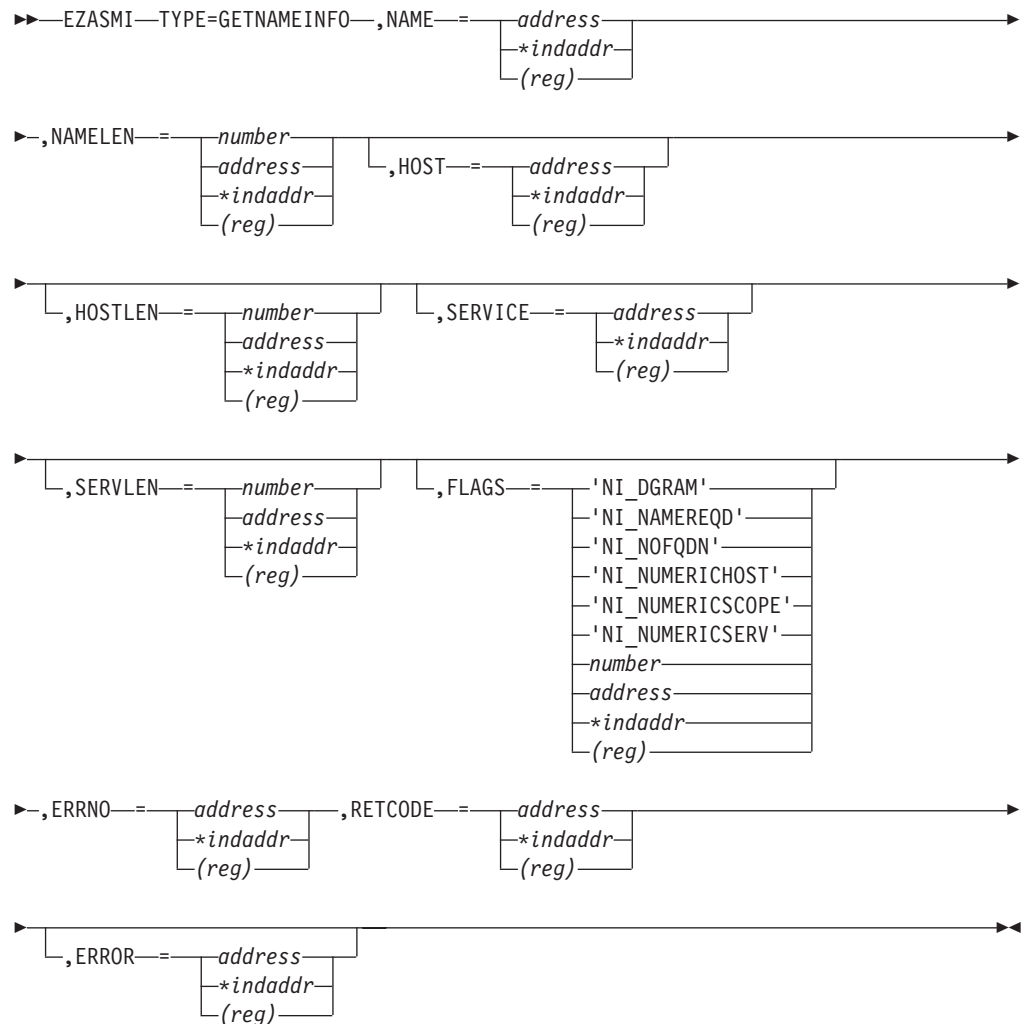 EZASMI TYPE=GETNAMEINFO ,NAME = address
*indaddr
(reg)
,NAMELEN = number ,HOST = address
address *indaddr
*indaddr (reg)
(reg)
,HOSTLEN = number ,SERVICE = address
address *indaddr
*indaddr (reg)
(reg)
,SERVLEN = number ,FLAGS = 'NI_DGRAM'
address 'NI_NAMEREQD'
*indaddr 'NI_NOFQDN'
(reg) 'NI_NUMERICHOST'
'NI_NUMERICSCOPE'
'NI_NUMERICSERV'
number
address
*indaddr
(reg)
,ERRNO = address ,RETCODE = address
*indaddr *indaddr
(reg) (reg)
,ERROR = address
*indaddr
(reg)